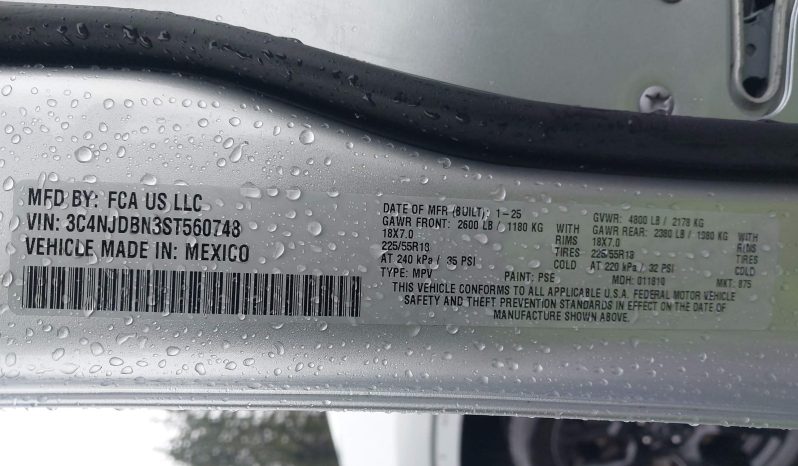 MFD BY: FCA US LLC
VIN: 3C4NJDBN3ST560748
VEHICLE MADE IN: MEXICO
DATE OF MFR (BUILT): 1-25 GVWR: 4800 LB / 2178 KG
GAWR FRONT: 2600 LB / 1180 KG WITH GAWR REAR: 2380 LB / 1080 KG WITH
18X7.0 RIMS 18X7.0 RIMS
225/55R18 TIRES 225/55R18 TIRES
AT 240 kPa / 35 PSI COLD AT 220 kPa / 32 PSI COLD
TYPE: MPV PAINT: PSE MDH: 011810 MKT: 875
THIS VEHICLE CONFORMS TO ALL APPLICABLE U.S.A. FEDERAL MOTOR VEHICLE
SAFETY AND THEFT PREVENTION STANDARDS IN EFFECT ON THE DATE OF
MANUFACTURE SHOWN ABOVE.